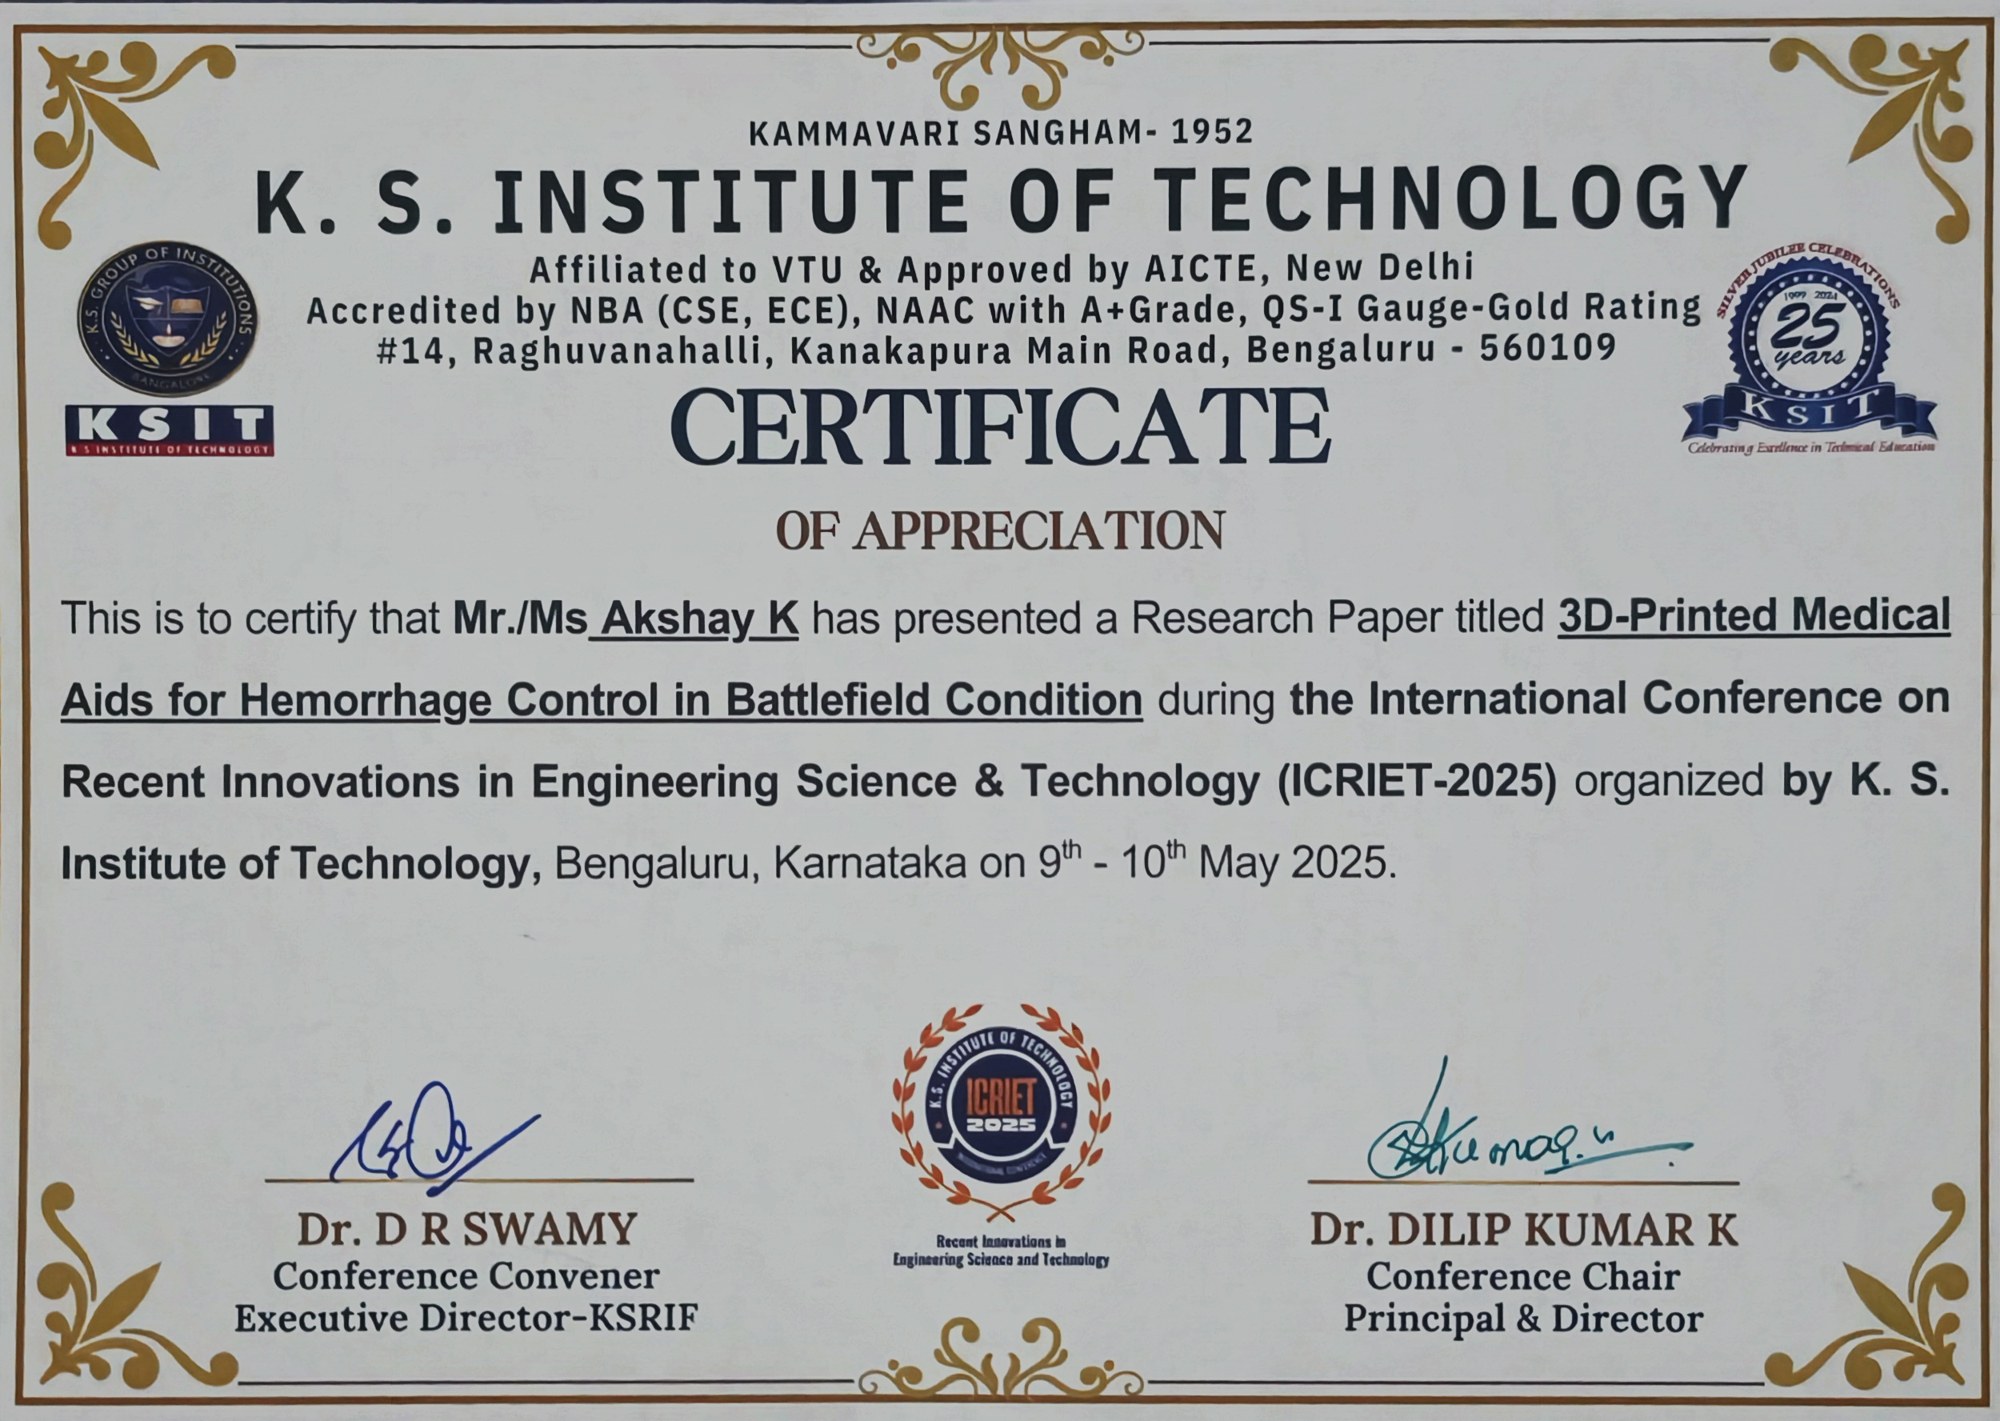 KAMMAVARI SANGHAM- 1952
K. S. INSTITUTE OF TECHNOLOGY
Affiliated to VTU & Approved by AICTE, New Delhi
Accredited by NBA (CSE, ECE), NAAC with A+Grade, QS-I Gauge-Gold Rating
#14, Raghuvanahalli, Kanakapura Main Road, Bengaluru - 560109
K.S. GROUP OF INSTITUTIONS
BANGALORE
KSIT
K S INSTITUTE OF TECHNOLOGY
SILVER JUBILEE CELEBRATIONS
1999 2024
25
years
KSIT
Celebrating Excellence in Technical Education
CERTIFICATE
OF APPRECIATION
This is to certify that Mr./Ms Akshay K has presented a Research Paper titled 3D-Printed Medical
Aids for Hemorrhage Control in Battlefield Condition during the International Conference on
Recent Innovations in Engineering Science & Technology (ICRIET-2025) organized by K. S.
Institute of Technology, Bengaluru, Karnataka on 9th - 10th May 2025.
K.S. INSTITUTE OF TECHNOLOGY
ICRIET
2025
INTERNATIONAL CONFERENCE
Recent Innovations in
Engineering Science and Technology
Dr. D R SWAMY
Conference Convener
Executive Director-KSRIF
Dr. DILIP KUMAR K
Conference Chair
Principal & Director